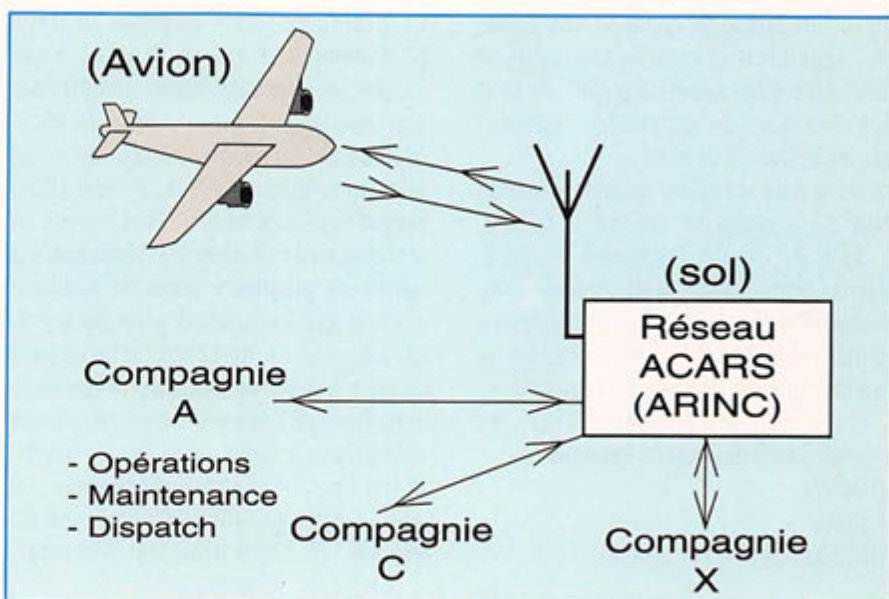 (Avion)
(sol)
Réseau
ACARS
(ARINC)
Compagnie
A
- Opérations
- Maintenance
- Dispatch
Compagnie
C
Compagnie
X